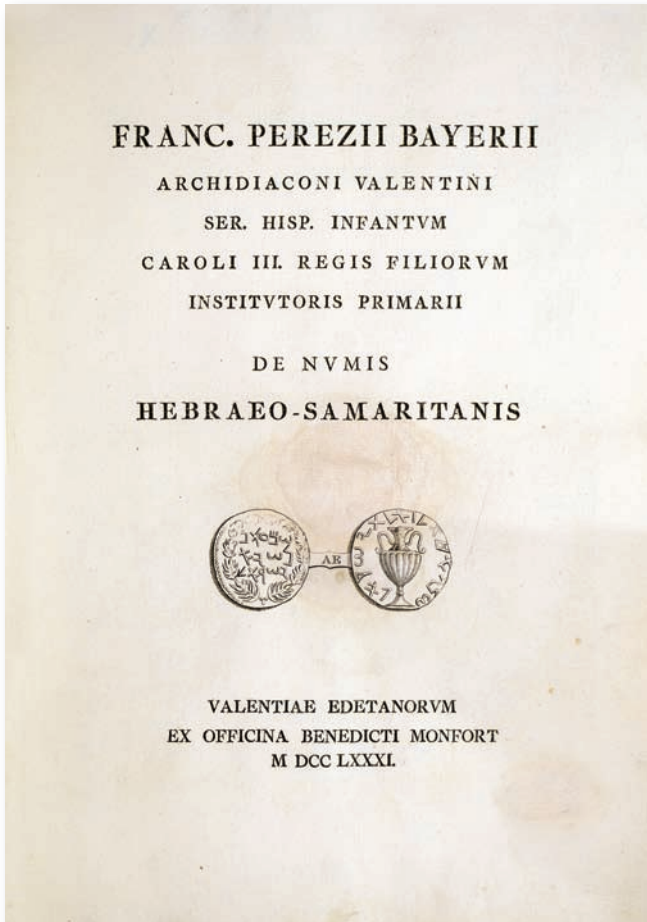 FRANC. PEREZII BAYERII
ARCHIDIACONI VALENTINI
SER. HISP. INFANTVM
CAROLI III. REGIS FILIORVM
INSTITVTORIS PRIMARII
DE NVMIS
HEBRAEO-SAMARITANIS
AE
VALENTIAE EDETANORVM
EX OFFICINA BENEDICTI MONFORT
M DCC LXXXI.